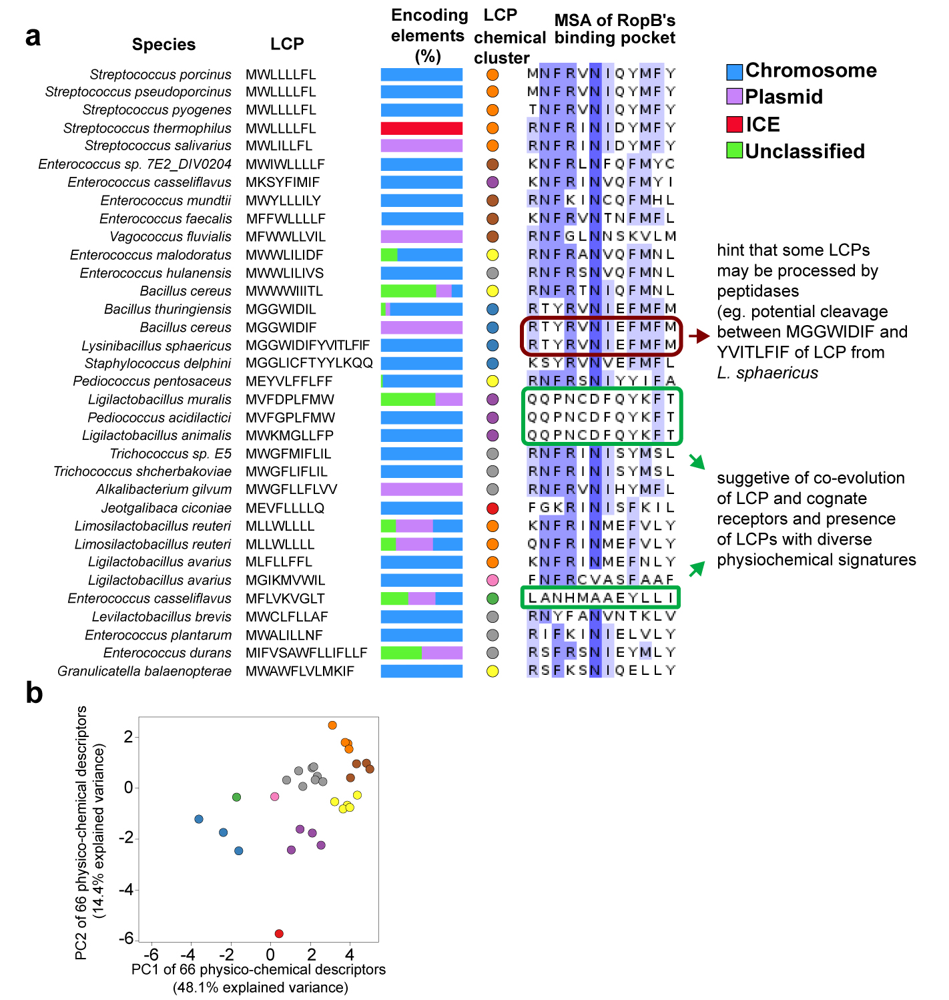 a
Species LCP Encoding elements (%) LCP chemical cluster MSA of RopB's binding pocket
Streptococcus porcinus MWLLLLFL MNFRVNIQYMFY
Streptococcus pseudoporcinus MWLLLLFL MNFRVNIQYMFY
Streptococcus pyogenes MWLLLLFL TNFRVNIQYMFY
Streptococcus thermophilus MWLLLLFL RNFRINIDYMFY
Streptococcus salivarius MWLILLFL RNFRINIDYMFY
Enterococcus sp. 7E2_DIV0204 MWIWLLLLF KNFRLNFQFMYC
Enterococcus casseliflavus MKSYFIMIF KNFRINVQFMYI
Enterococcus mundtii MWYLLLILY RNFKINCQFMHL
Enterococcus faecalis MFFWLLLLF KNFRVNTNFMFL
Vagococcus fluvialis MFWWLLVIL RNFGLNNSKVLM
Enterococcus malodoratus MWWLILIDF RNFRANVQFMNL
Enterococcus hulanensis MWWLILIVS RNFRSNVQFMNL
Bacillus cereus MWWWIIITL RNFRTNIQFMNL
Bacillus thuringiensis MGGWIDIL RTYRVNIEFMFM
Bacillus cereus MGGWIDIF RTYRVNIEFMFM
Lysinibacillus sphaericus MGGWIDIFYVITLFIF RTYRVNIEFMFM
Staphylococcus delphini MGGLICFTYYLKQQ KSYRVNVEFMFL
Pediococcus pentosaceus MEYVLFFLFF RNFRSNIYYIFA
Ligilactobacillus muralis MVFDPLFMW QQPNCDFQYKFT
Pediococcus acidilactici MVFGPLFMW QQPNCDFQYKFT
Ligilactobacillus animalis MWKMGLLFP QQPNCDFQYKFT
Trichococcus sp. E5 MWGFMIFLIL RNFRINISYMSL
Trichococcus shcherbakoviae MWGFLIFLIL RNFRINISYMSL
Alkalibacterium gilvum MWGFLLFLVV RNFRVNIHYMFL
Jeotgalibaca ciconiae MEVFLLLLQ FGKRINISFKIL
Limosilactobacillus reuteri MLLWLLLL KNFRINMEFVLY
Limosilactobacillus reuteri MLLWLLLL QNFRINMEFVLY
Ligilactobacillus avarius MLFLLFFL KNFRINMEFNLY
Ligilactobacillus avarius MGIKMVWIL FNFRCVASFAAF
Enterococcus casseliflavus MFLVKVGLT LANHMAAEYLLI
Levilactobacillus brevis MWCLFLLAF RNYFANVNTKLV
Enterococcus plantarum MWALILLNF RIFKINIELVLY
Enterococcus durans MIFVSAWFLLIFLLF RSFRSNIEYMLY
Granulicatella balaenopterae MWAWFLVLMKIF RSFKSNIQELLY
Chromosome
Plasmid
ICE
Unclassified
hint that some LCPs
may be processed by
peptidases
(eg. potential cleavage
between MGGWIDIF and
YVITLFIF of LCP from
L. sphaericus
suggetive of co-evolution
of LCP and cognate
receptors and presence
of LCPs with diverse
physiochemical signatures
b
PC2 of 66 physico-chemical descriptors
(14.4% explained variance)
2
0
-2
-4
-6
-6 -4 -2 0 2 4
PC1 of 66 physico-chemical descriptors
(48.1% explained variance)